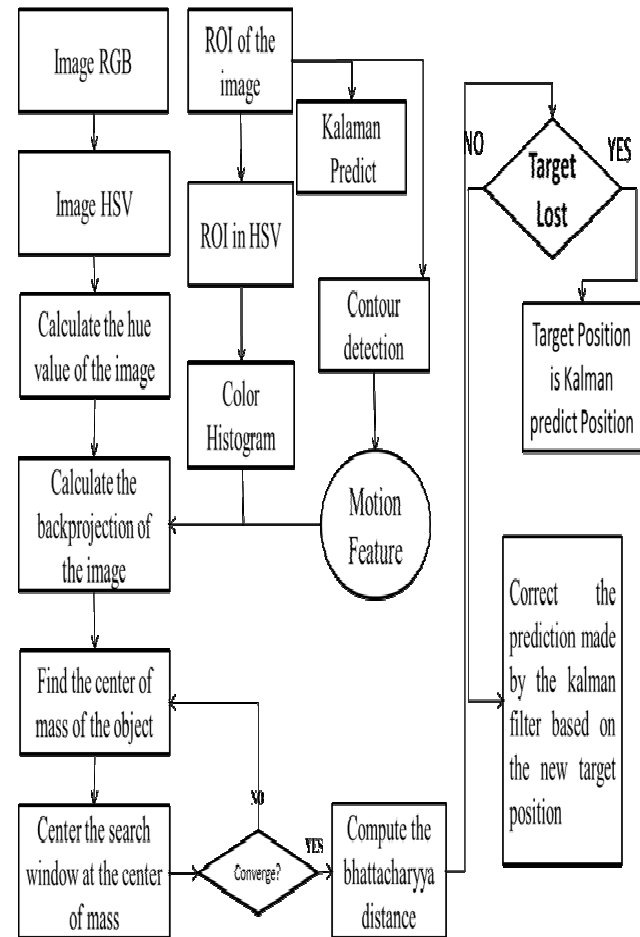 Image RGB
Image HSV
Calculate the hue
value of the image
Calculate the
backprojection of
the image
Find the center of
mass of the object
Center the search
window at the center
of mass
ROI of the
image
Kalaman
Predict
ROI in HSV
Color
Histogram
Contour
detection
Motion
Feature
NO
Converge?
YES
Compute the
bhattacharyya
distance
NO
Target
Lost
YES
Target Position
is Kalman
predict Position
Correct the
prediction made
by the kalman
filter based on
the new target
position